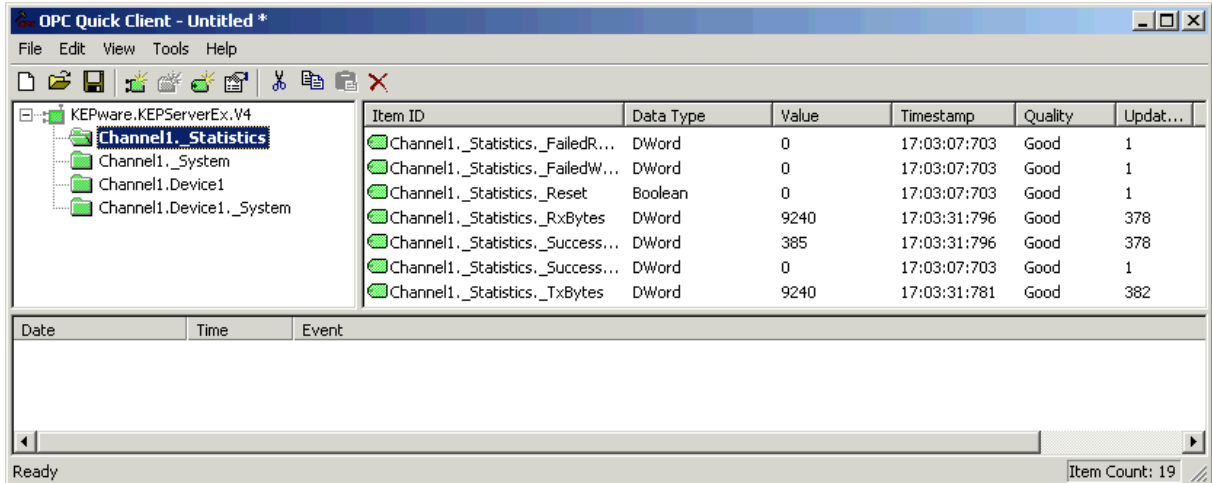 OPC Quick Client - Untitled *
File Edit View Tools Help
KEPware.KEPServerEx.V4
Channel1._Statistics
Channel1._System
Channel1.Device1
Channel1.Device1._System
Item ID Data Type Value Timestamp Quality Updat...
Channel1._Statistics._FailedR... DWord 0 17:03:07:703 Good 1
Channel1._Statistics._FailedW... DWord 0 17:03:07:703 Good 1
Channel1._Statistics._Reset Boolean 0 17:03:07:703 Good 1
Channel1._Statistics._RxBytes DWord 9240 17:03:31:796 Good 378
Channel1._Statistics._Success... DWord 385 17:03:31:796 Good 378
Channel1._Statistics._Success... DWord 0 17:03:07:703 Good 1
Channel1._Statistics._TxBytes DWord 9240 17:03:31:781 Good 382
Date Time Event
Ready Item Count: 19